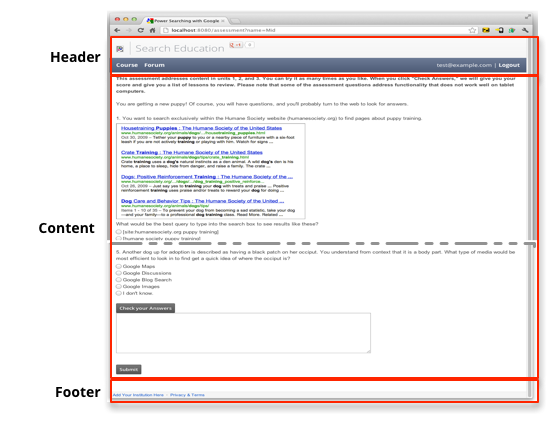 Power Searching with Google
localhost:8080/assessment?name=Mid
Header
Search Education
+1
Course Forum
test@example.com | Logout
This assessment addresses content in units 1, 2, and 3. You can try it as many times as you like. When you click "Check Answers," we will give you your
score and give you a list of lessons to review. Please note that some of the assessment questions address functionality that does not work well on tablet
computers.
You are getting a new puppy! Of course, you will have questions, and you'll probably turn to the web to look for answers.
1. You want to search exclusively within the Humane Society website (humanesociety.org) to find pages about puppy training.
Housetraining Puppies : The Humane Society of the United States
www.humanesociety.org/animals/dogs/.../housetraining_puppies.html
Oct 30, 2009 – Tether your puppy to you or a nearby piece of furniture with a six-foot
leash if you are not actively training or playing with him. Watch for signs ...
Crate Training : The Humane Society of the United States
www.humanesociety.org/animals/dogs/tips/crate_training.html
Crate training uses a dog's natural instincts as a den animal. A wild dog's den is his
home, a place to sleep, hide from danger, and raise a family. The crate ...
Dogs: Positive Reinforcement Training : The Humane Society of the ...
www.humanesociety.org/.../dogs/.../dog_training_positive_reinforce...
Oct 26, 2009 – Just say yes to training your dog with treats and praise ... Positive
reinforcement training uses praise and/or treats to reward your dog for doing ...
Dog Care and Behavior Tips : The Humane Society of the United ...
www.humanesociety.org/animals/dogs/tips/
Items 1 - 10 of 35 – To prevent your dog from becoming a sad statistic, take your dog
—and your family—to a professional dog training class. Read More. Related ...
What would be the best query to type into the search box to see results like these?
Content
[site:humanesociety.org puppy training]
[humane society puppy training]
5. Another dog up for adoption is described as having a black patch on her occiput. You understand from context that it is a body part. What type of media would be
most efficient to look in to find get a quick idea of where the occiput is?
Google Maps
Google Discussions
Google Blog Search
Google Images
I don't know.
Check your Answers
Submit
Footer
Add Your Institution Here - Privacy & Terms